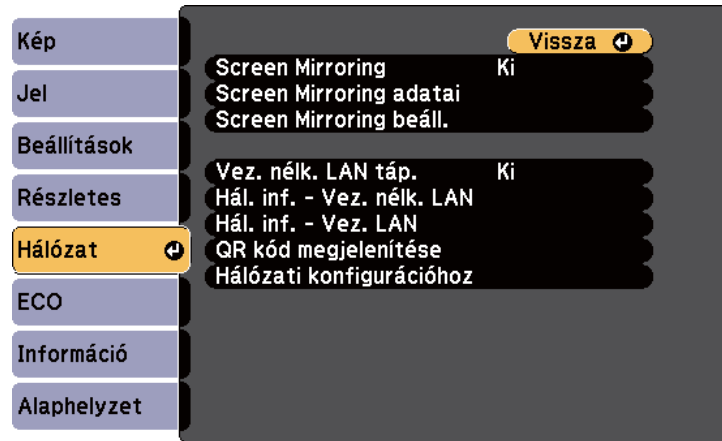 Kép
Jel
Beállítások
Részletes
Hálózat
ECO
Információ
Alaphelyzet
Vissza
Screen Mirroring Ki
Screen Mirroring adatai
Screen Mirroring beáll.
Vez. nélk. LAN táp. Ki
Hál. inf. - Vez. nélk. LAN
Hál. inf. - Vez. LAN
QR kód megjelenítése
Hálózati konfigurációhoz